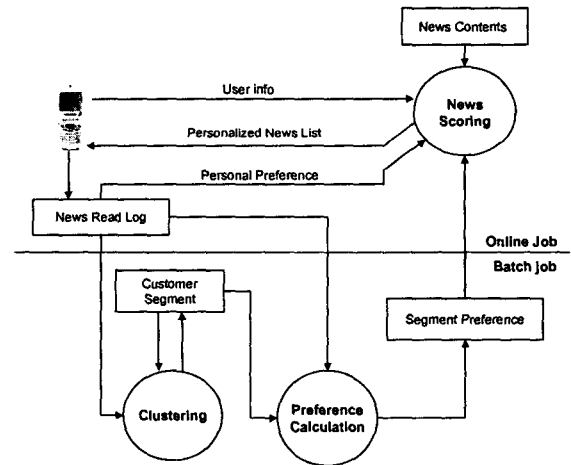 News Contents
User info
News
Scoring
Personalized News List
Personal Preference
News Read Log
Online Job
Batch job
Customer
Segment
Segment Preference
Clustering
Preference
Calculation